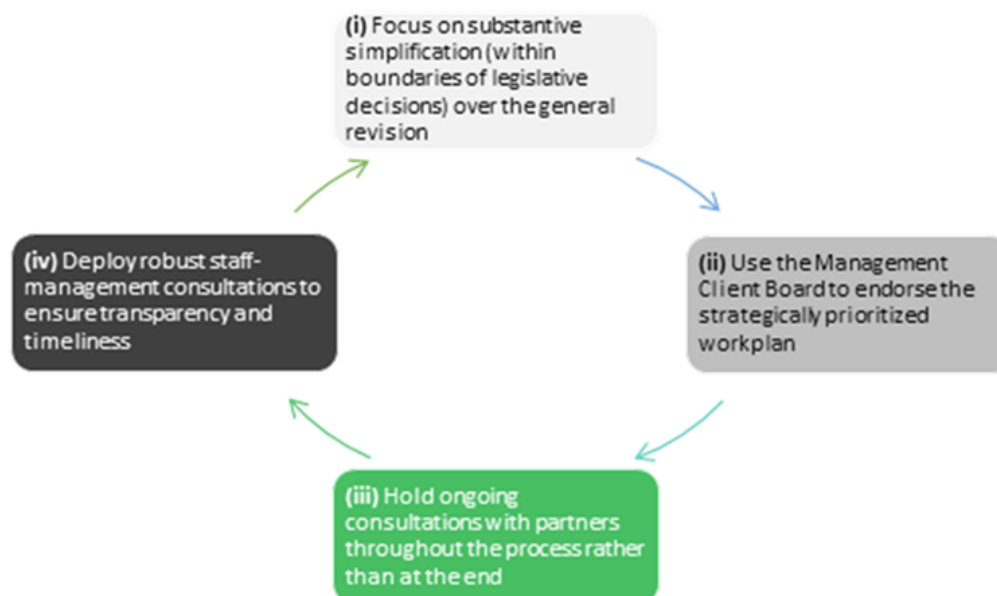 (i) Focus on substantive
simplification (within
boundaries of legislative
decisions) over the general
revision
(ii) Use the Management
Client Board to endorse the
strategically prioritized
workplan
(iii) Hold ongoing
consultations with partners
throughout the process rather
than at the end
(iv) Deploy robust staff-
management consultations to
ensure transparency and
timeliness